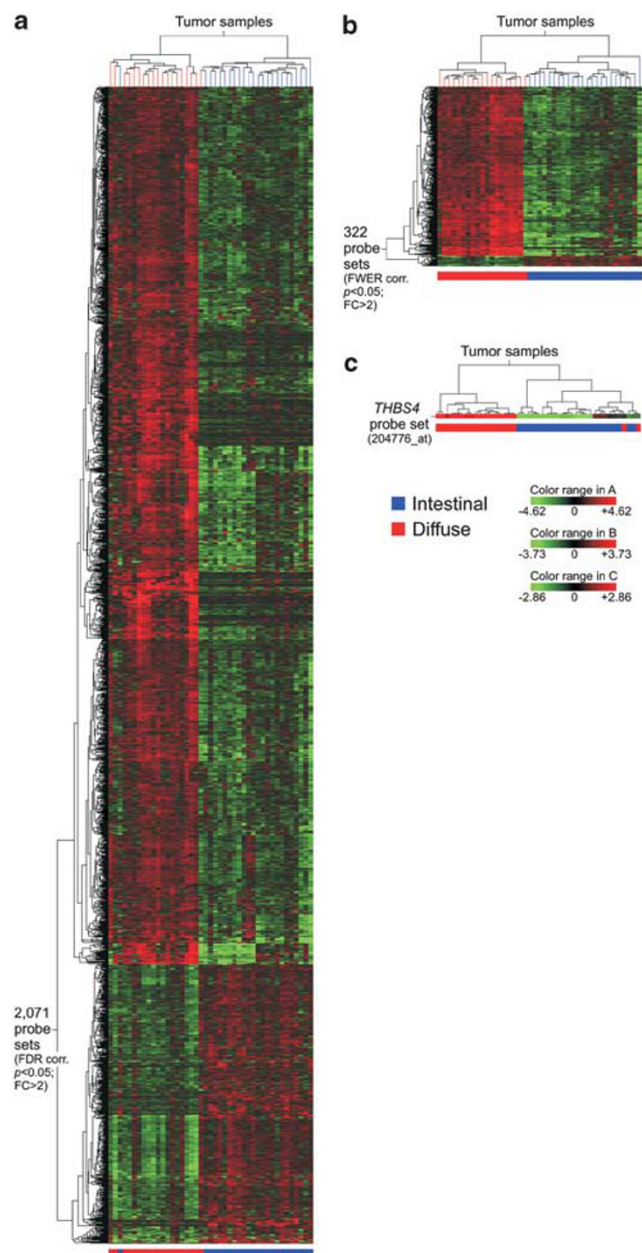 a
Tumor samples
2,071
probe
sets
(FDR corr.
p<0.05;
FC>2)
b
Tumor samples
322
probe
sets
(FWER corr.
p<0.05;
FC>2)
c
Tumor samples
THBS4
probe set
(204776_at)
Intestinal
Diffuse
Color range in A
-4.62 0 +4.62
Color range in B
-3.73 0 +3.73
Color range in C
-2.86 0 +2.86